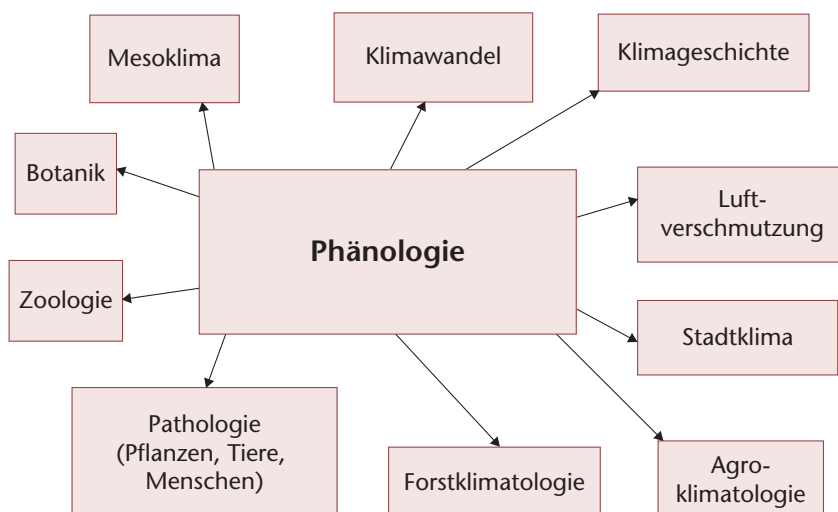 Mesoklima
Klimawandel
Klimageschichte
Botanik
Luft-
verschmutzung
Phänologie
Zoologie
Stadtklima
Pathologie
(Pflanzen, Tiere,
Menschen)
Forstklimatologie
Agro-
klimatologie